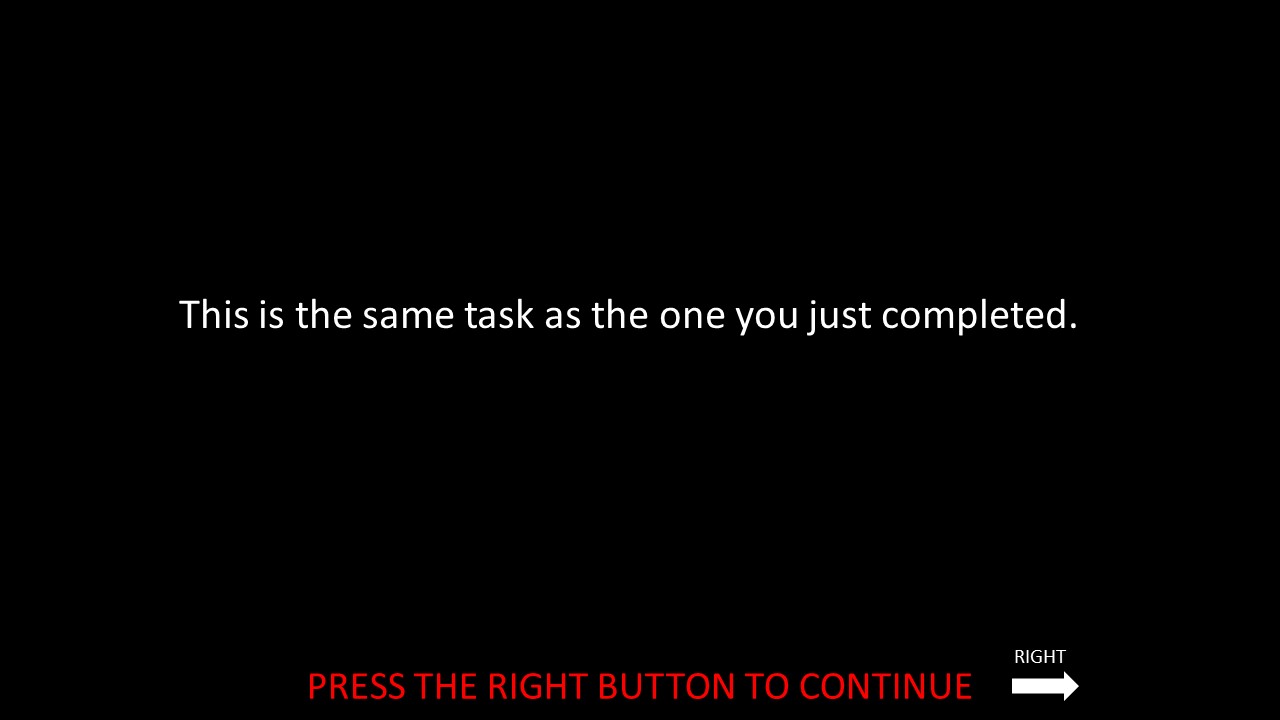 This is the same task as the one you just completed.
RIGHT
PRESS THE RIGHT BUTTON TO CONTINUE